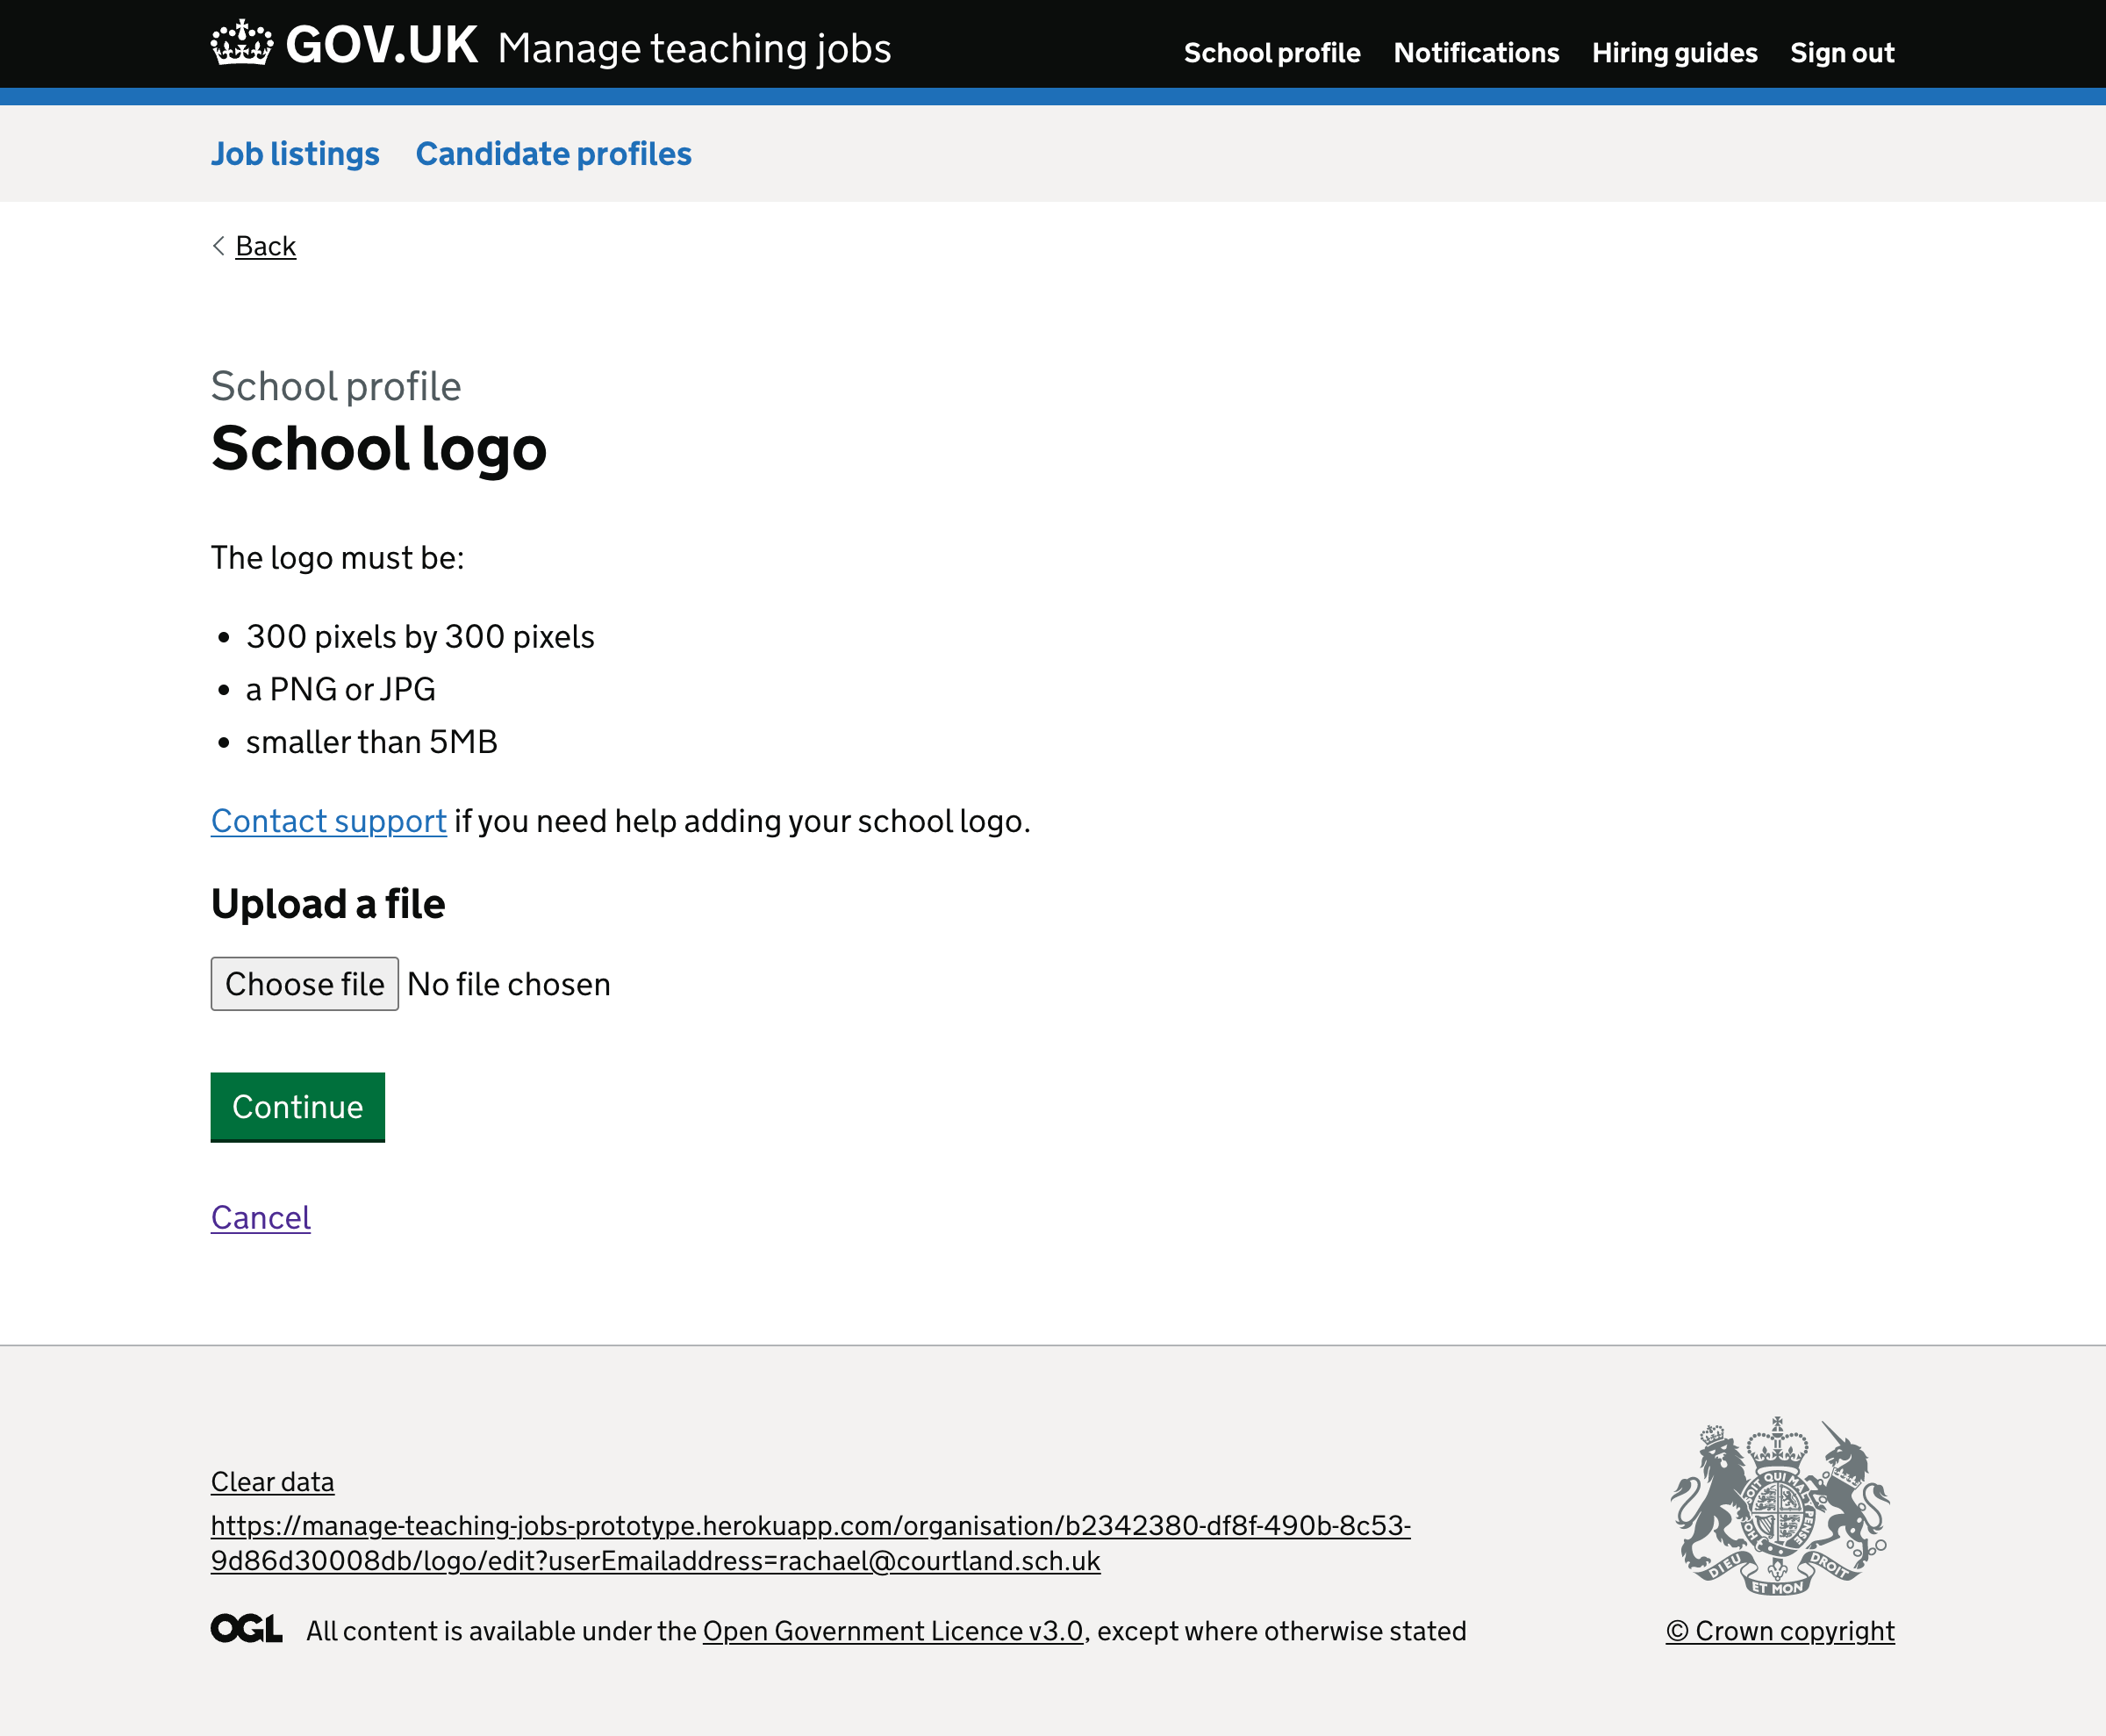 GOV.UK Manage teaching jobs
School profile Notifications Hiring guides Sign out
Job listings Candidate profiles
Back
School profile
School logo
The logo must be:
• 300 pixels by 300 pixels
• a PNG or JPG
• smaller than 5MB
Contact support if you need help adding your school logo.
Upload a file
Choose file No file chosen
Continue
Cancel
Clear data
https://manage-teaching-jobs-prototype.herokuapp.com/organisation/b2342380-df8f-490b-8c53-
9d86d30008db/logo/edit?userEmailaddress=rachael@courtland.sch.uk
OGL All content is available under the Open Government Licence v3.0, except where otherwise stated
SOIT QUI MAL
PENSE
HON
DIEU ET MON DROIT
© Crown copyright